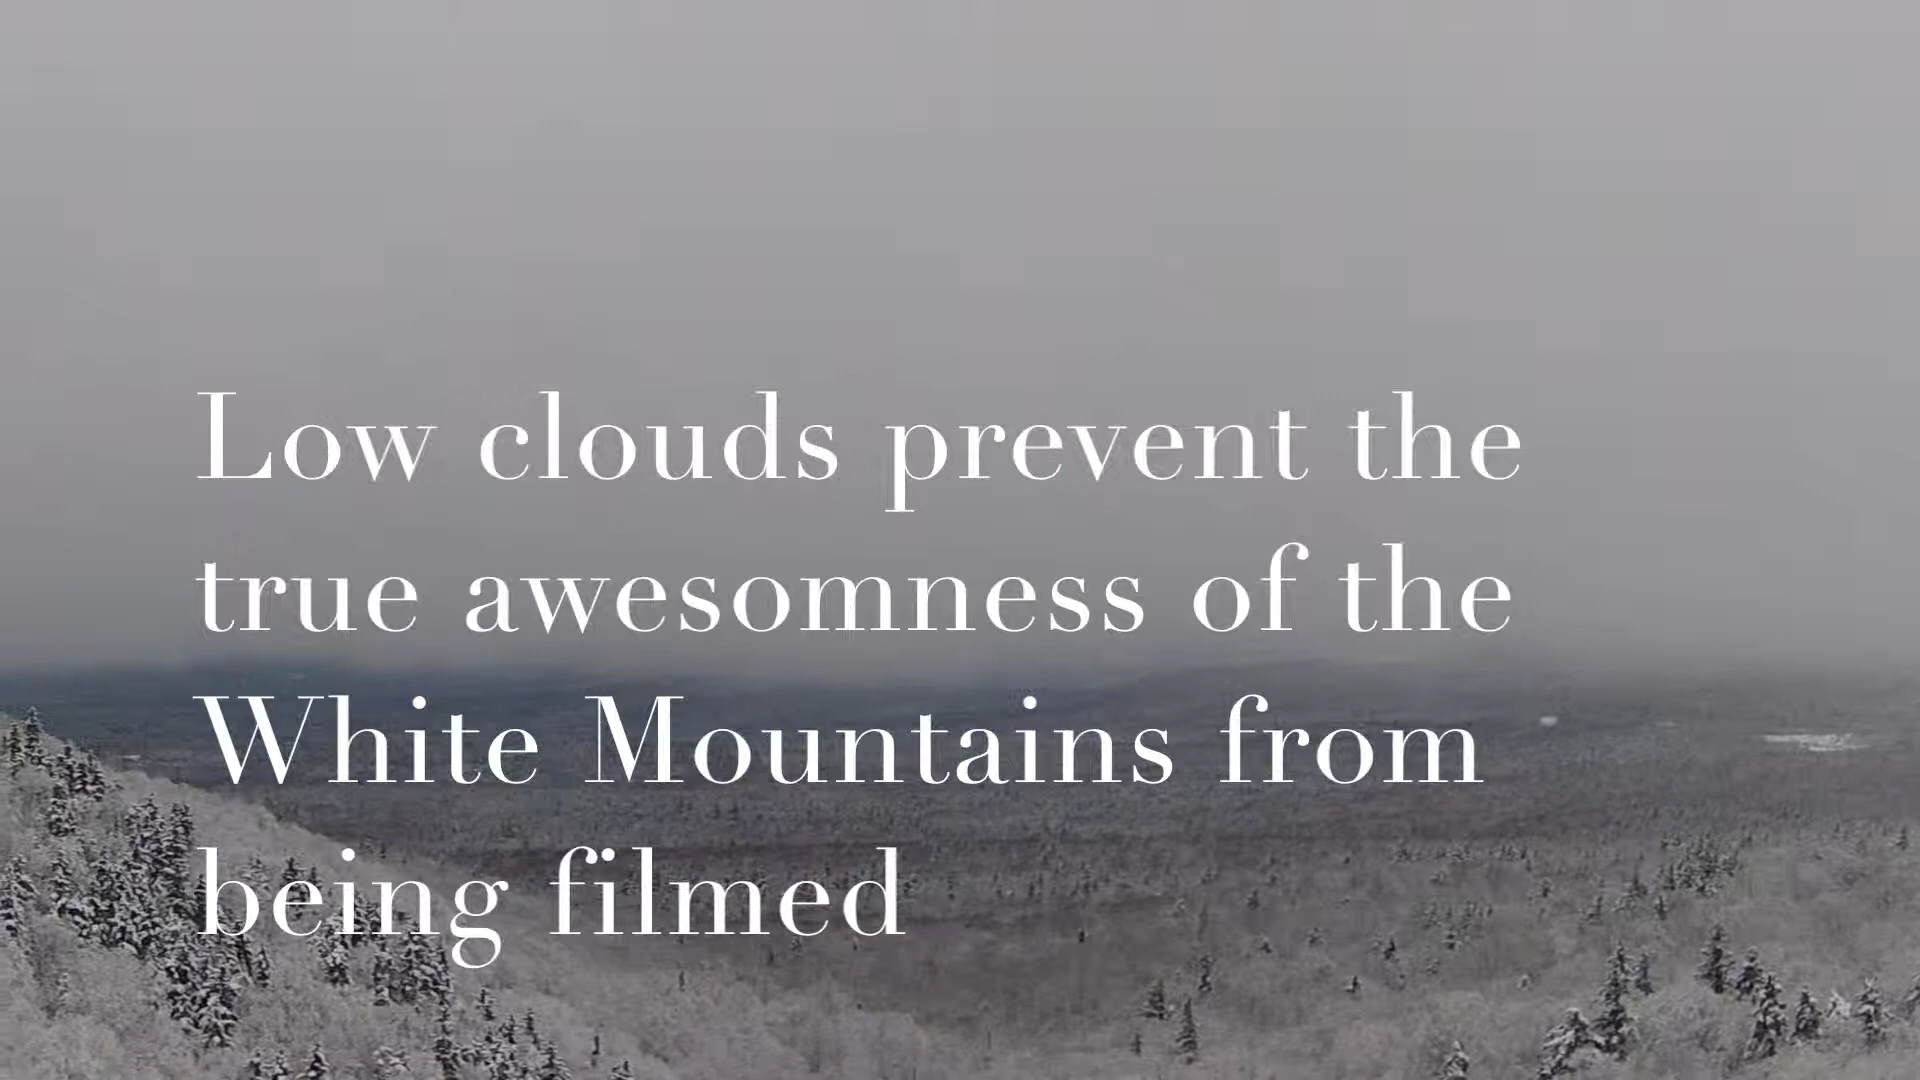 Low clouds prevent the
true awesomness of the
White Mountains from
being filmed